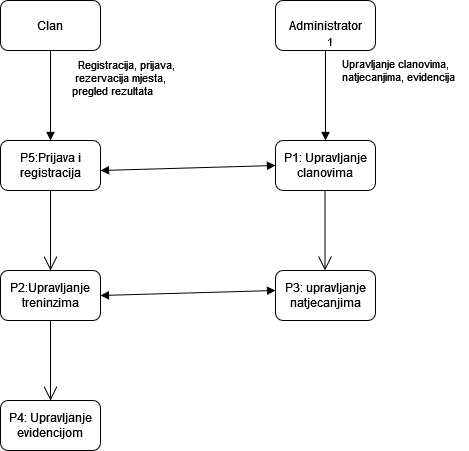 Clan
Administrator
1
Registracija, prijava,
rezervacija mjesta,
pregled rezultata
Upravljanje clanovima,
natjecanjima, evidencija
P5:Prijava i
registracija
P1: Upravljanje
clanovima
P2:Upravljanje
treninzima
P3: upravljanje
natjecanjima
P4: Upravljanje
evidencijom